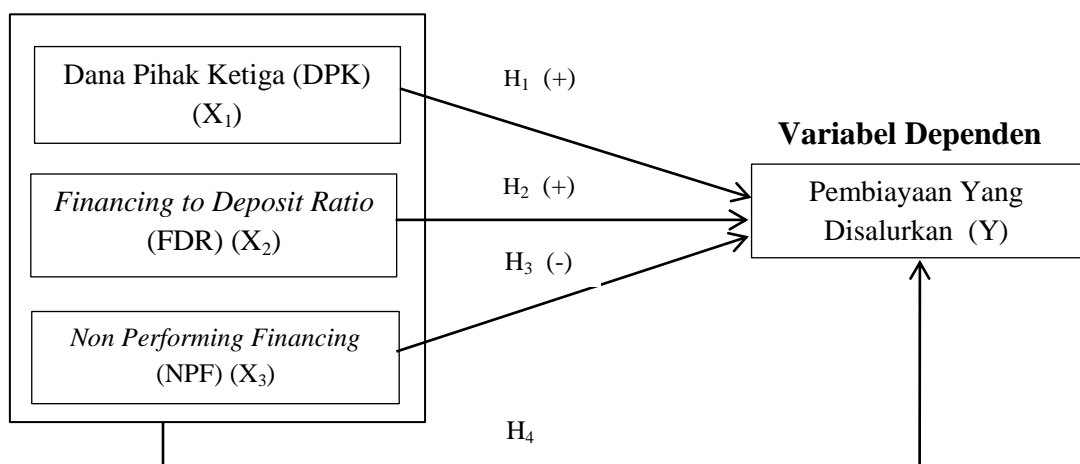 Dana Pihak Ketiga (DPK)
(X₁)
Financing to Deposit Ratio
(FDR) (X₂)
Non Performing Financing
(NPF) (X₃)
H₁ (+)
H₂ (+)
H₃ (-)
H₄
Variabel Dependen
Pembiayaan Yang
Disalurkan (Y)